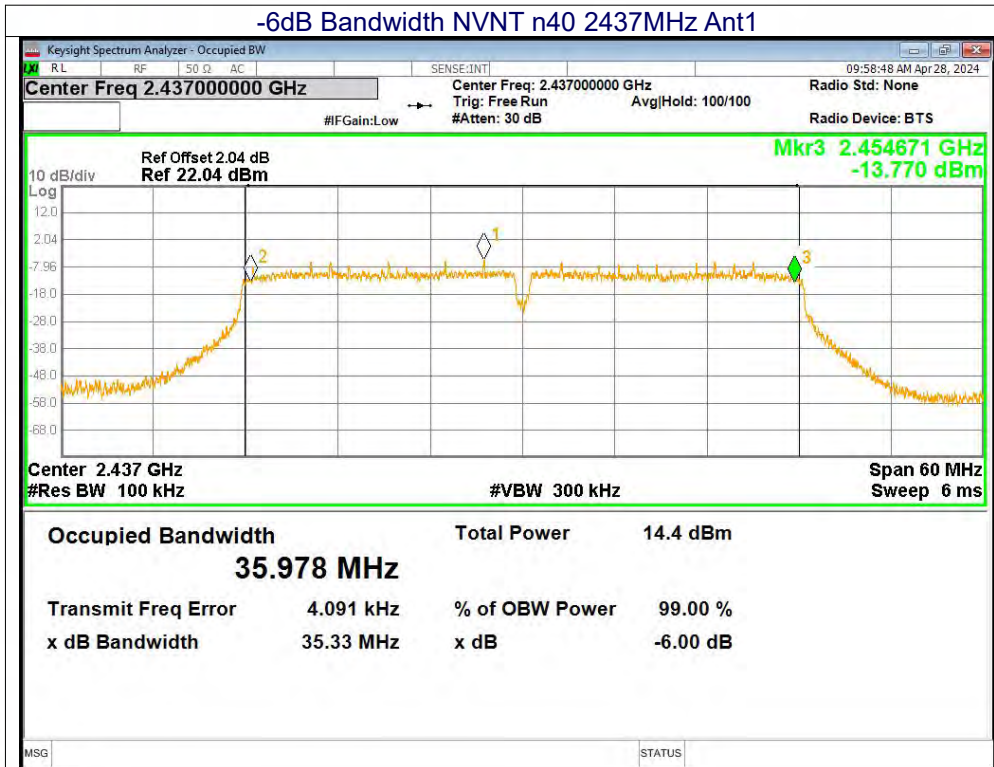 -6dB Bandwidth NVNT n40 2437MHz Ant1
Keysight Spectrum Analyzer - Occupied BW
LXI RL RF 50 Ω AC SENSE:INT 09:58:48 AM Apr 28, 2024
Center Freq 2.437000000 GHz Center Freq: 2.437000000 GHz Radio Std: None
Trig: Free Run Avg|Hold: 100/100
#IFGain:Low #Atten: 30 dB Radio Device: BTS
Mkr3 2.454671 GHz
-13.770 dBm
Ref Offset 2.04 dB
10 dB/div Ref 22.04 dBm
Log
12.0
2.04
-7.96
-18.0
-28.0
-38.0
-48.0
-58.0
-68.0
1
2
3
Center 2.437 GHz Span 60 MHz
#Res BW 100 kHz #VBW 300 kHz Sweep 6 ms
Occupied Bandwidth Total Power 14.4 dBm
35.978 MHz
Transmit Freq Error 4.091 kHz % of OBW Power 99.00 %
x dB Bandwidth 35.33 MHz x dB -6.00 dB
MSG STATUS